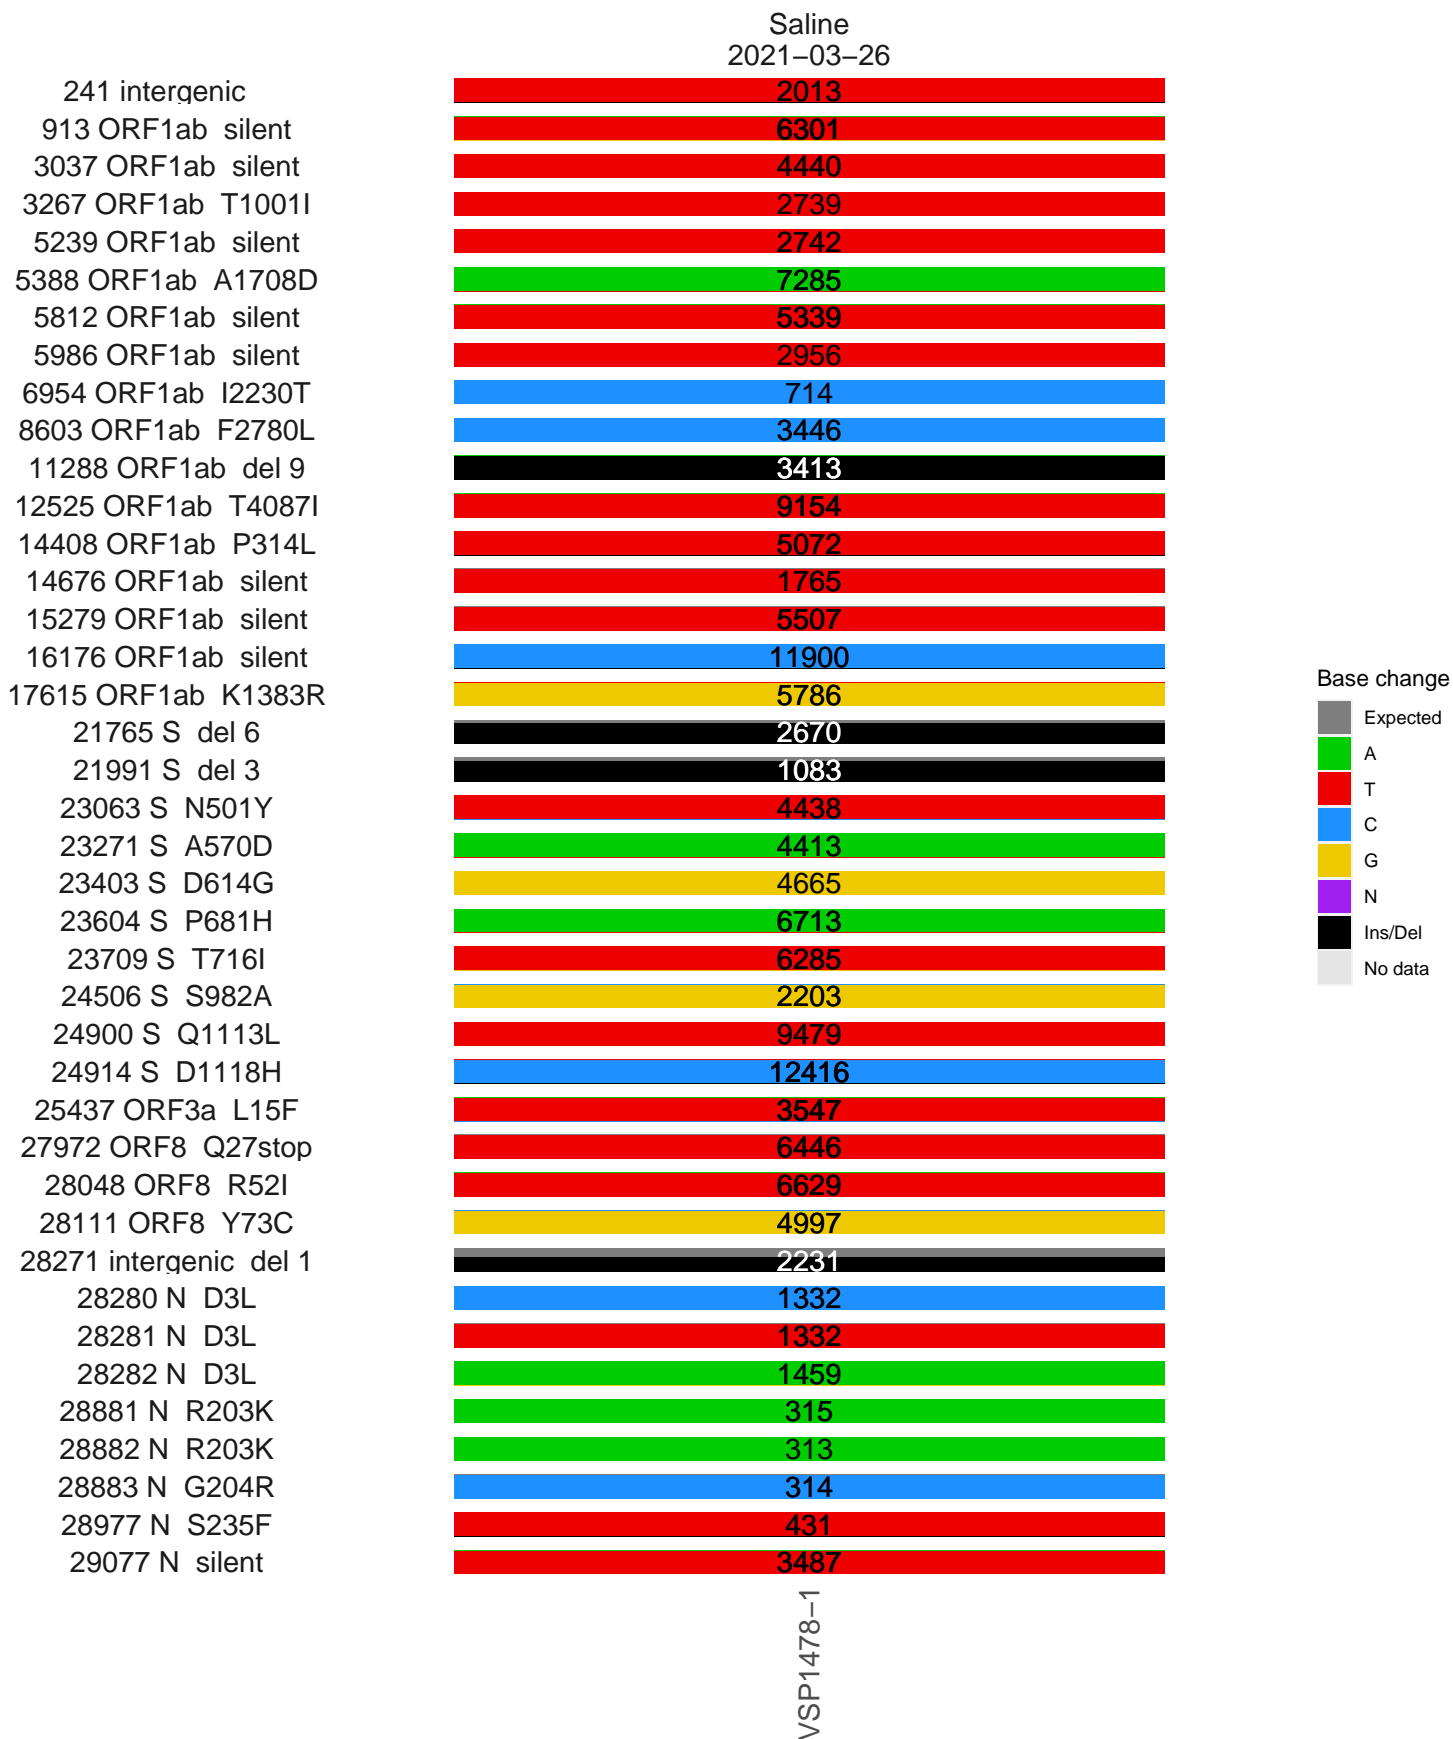 Saline
2021−03−26
241 intergenic 2013
913 ORF1ab silent 6301
3037 ORF1ab silent 4440
3267 ORF1ab T1001I 2739
5239 ORF1ab silent 2742
5388 ORF1ab A1708D 7285
5812 ORF1ab silent 5339
5986 ORF1ab silent 2956
6954 ORF1ab I2230T 714
8603 ORF1ab F2780L 3446
11288 ORF1ab del 9 3413
12525 ORF1ab T4087I 9154
14408 ORF1ab P314L 5072
14676 ORF1ab silent 1765
15279 ORF1ab silent 5507
16176 ORF1ab silent 11900
17615 ORF1ab K1383R 5786
21765 S del 6 2670
21991 S del 3 1083
23063 S N501Y 4438
23271 S A570D 4413
23403 S D614G 4665
23604 S P681H 6713
23709 S T716I 6285
24506 S S982A 2203
24900 S Q1113L 9479
24914 S D1118H 12416
25437 ORF3a L15F 3547
27972 ORF8 Q27stop 6446
28048 ORF8 R52I 6629
28111 ORF8 Y73C 4997
28271 intergenic del 1 2231
28280 N D3L 1332
28281 N D3L 1332
28282 N D3L 1459
28881 N R203K 315
28882 N R203K 313
28883 N G204R 314
28977 N S235F 431
29077 N silent 3487
VSP1478−1
Base change
Expected
A
T
C
G
N
Ins/Del
No data